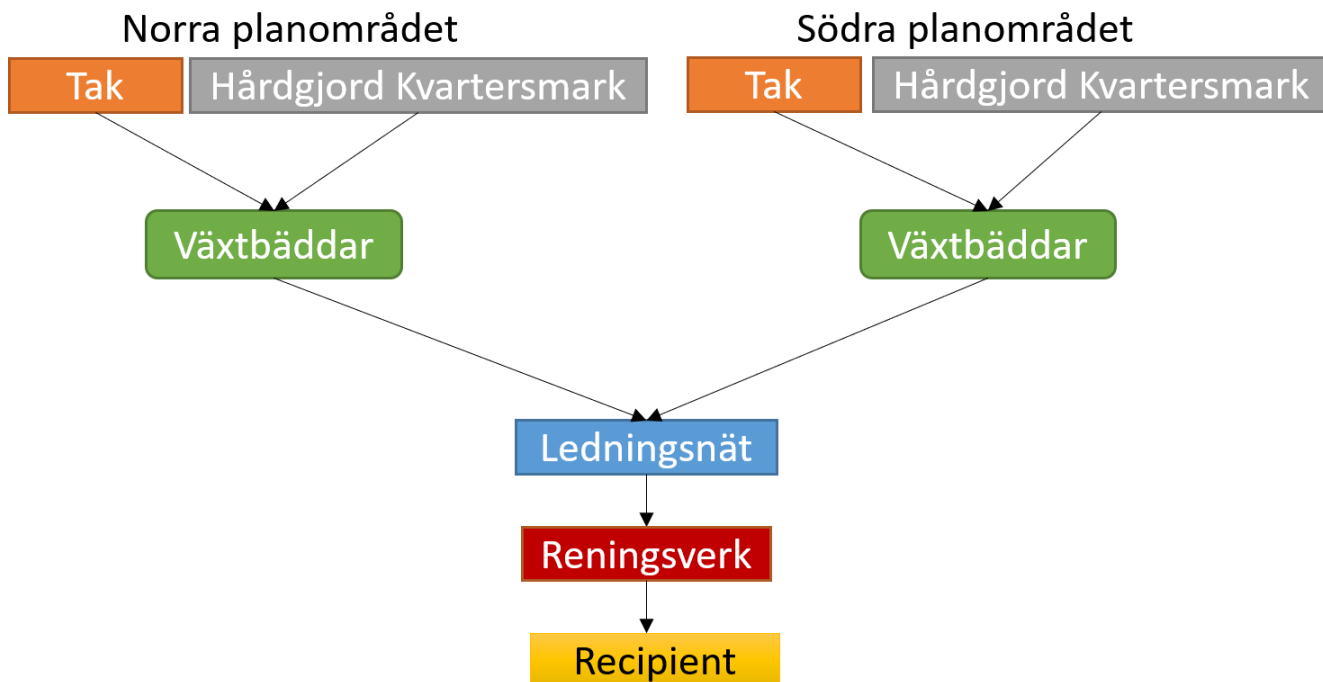 Norra planområdet
Södra planområdet
Tak
Hårdgjord Kvartersmark
Tak
Hårdgjord Kvartersmark
Växtbäddar
Växtbäddar
Ledningsnät
Reningsverk
Recipient